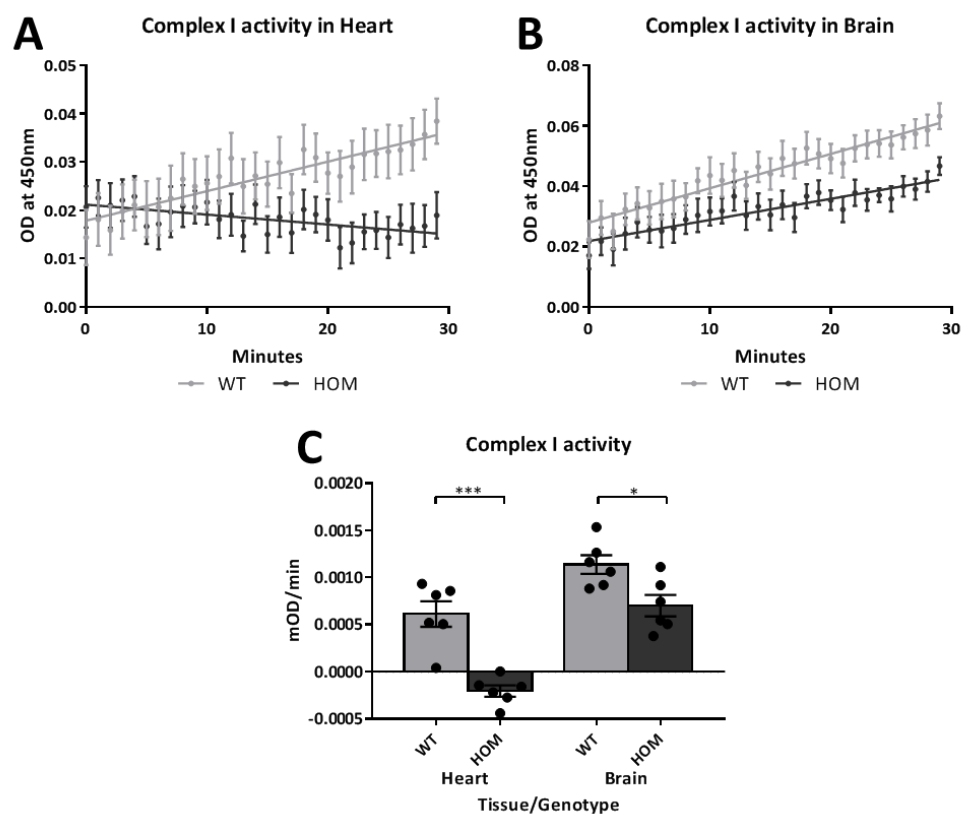 A
Complex I activity in Heart
OD at 450nm
0.05
0.04
0.03
0.02
0.01
0.00
0 10 20 30
Minutes
WT HOM
B
Complex I activity in Brain
OD at 450nm
0.08
0.06
0.04
0.02
0.00
0 10 20 30
Minutes
WT HOM
C
Complex I activity
mOD/min
0.0020
0.0015
0.0010
0.0005
0.0000
-0.0005
*** *
WT HOM WT HOM
Heart Brain
Tissue/Genotype